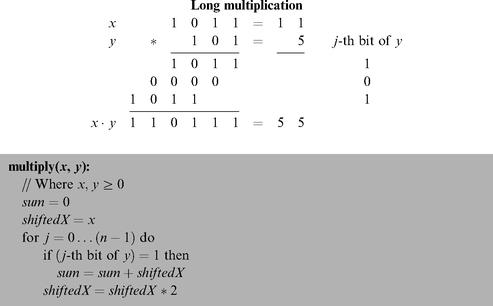 Long multiplication
x 1 0 1 1 = 1 1
y * 1 0 1 = 5 j-th bit of y
1 0 1 1 1
0 0 0 0 0
1 0 1 1 1
x · y 1 1 0 1 1 1 = 5 5
multiply(x, y):
// Where x, y ≥ 0
sum = 0
shiftedX = x
for j = 0 … (n − 1) do
if (j-th bit of y) = 1 then
sum = sum + shiftedX
shiftedX = shiftedX * 2